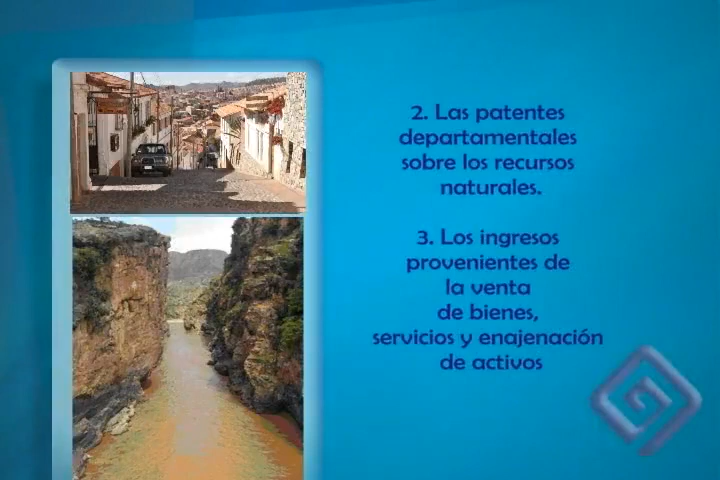 2. Las patentes
departamentales
sobre los recursos
naturales.
3. Los ingresos
provenientes de
la venta
de bienes,
servicios y enajenación
de activos